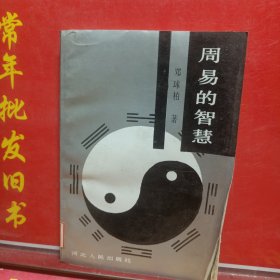 常年批发旧书
周易的智慧
邓球柏 著
河北人民出版社